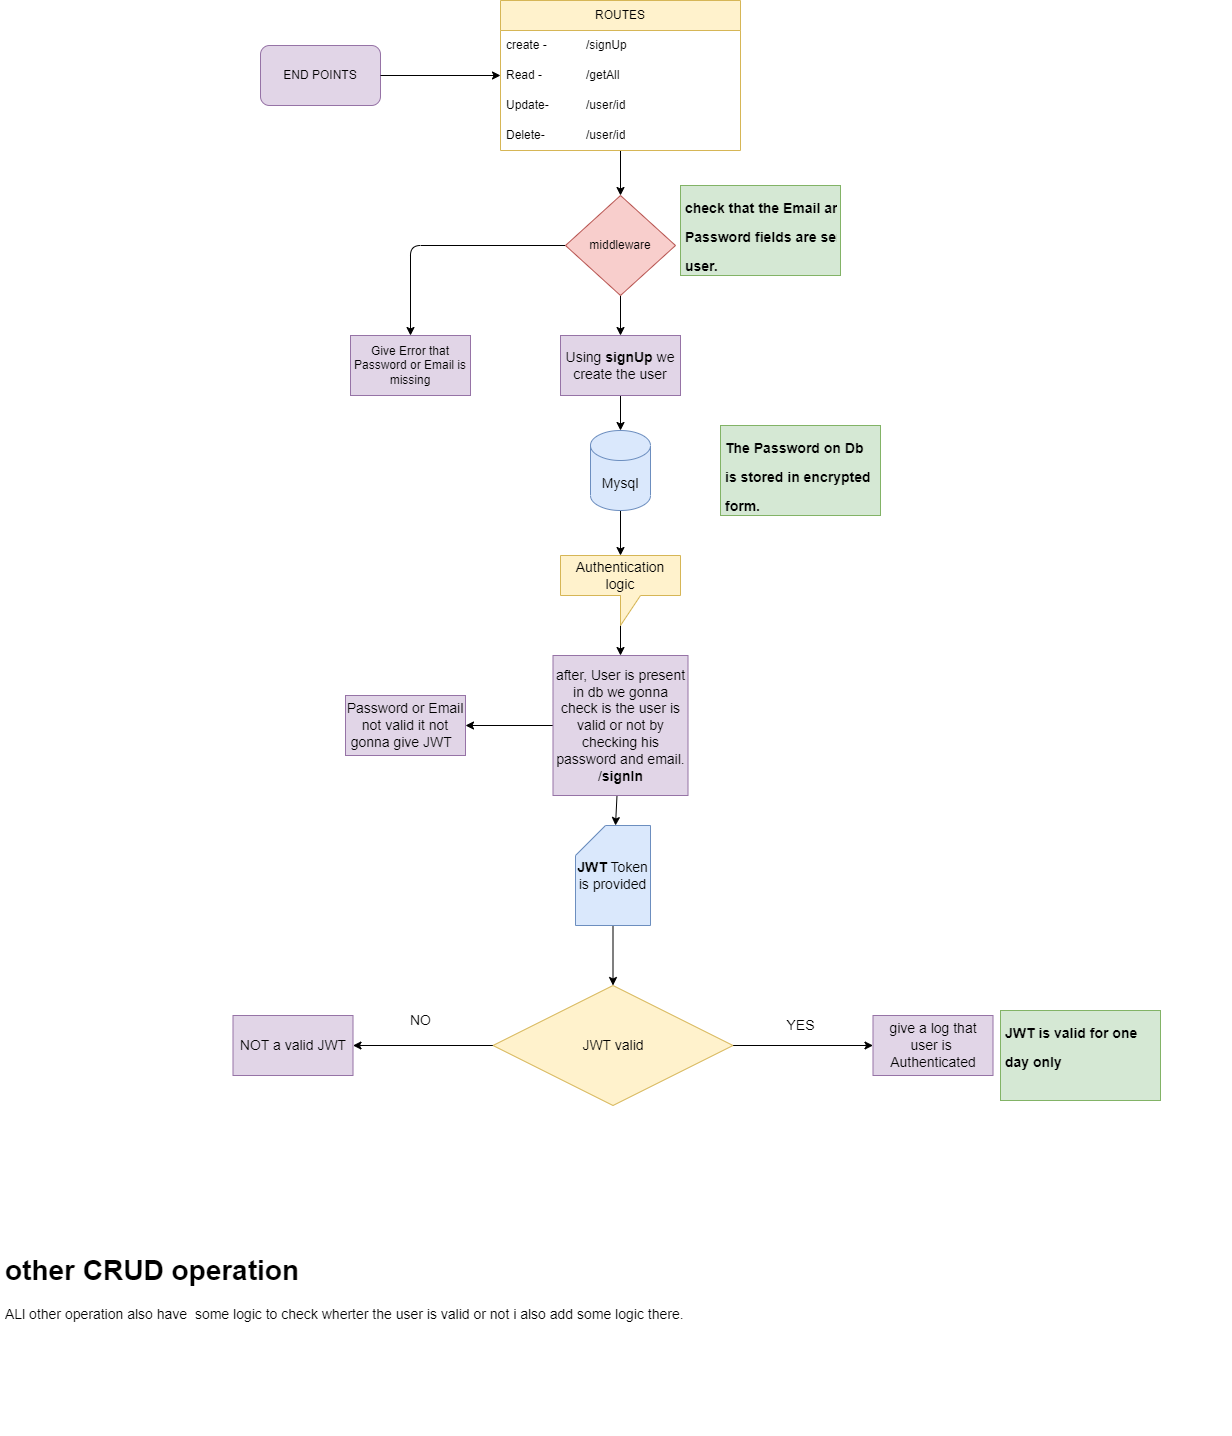 ROUTES
create - /signUp
END POINTS
Read - /getAll
Update- /user/id
Delete- /user/id
check that the Email ar
Password fields are se
user.
middleware
Give Error that
Password or Email is
missing
Using signUp we
create the user
Mysql
The Password on Db
is stored in encrypted
form.
Authentication
logic
after, User is present
in db we gonna
check is the user is
valid or not by
checking his
password and email.
/signIn
Password or Email
not valid it not
gonna give JWT
JWT Token
is provided
NO
YES
NOT a valid JWT
JWT valid
give a log that
user is
Authenticated
JWT is valid for one
day only
other CRUD operation
ALl other operation also have  some logic to check wherter the user is valid or not i also add some logic there.